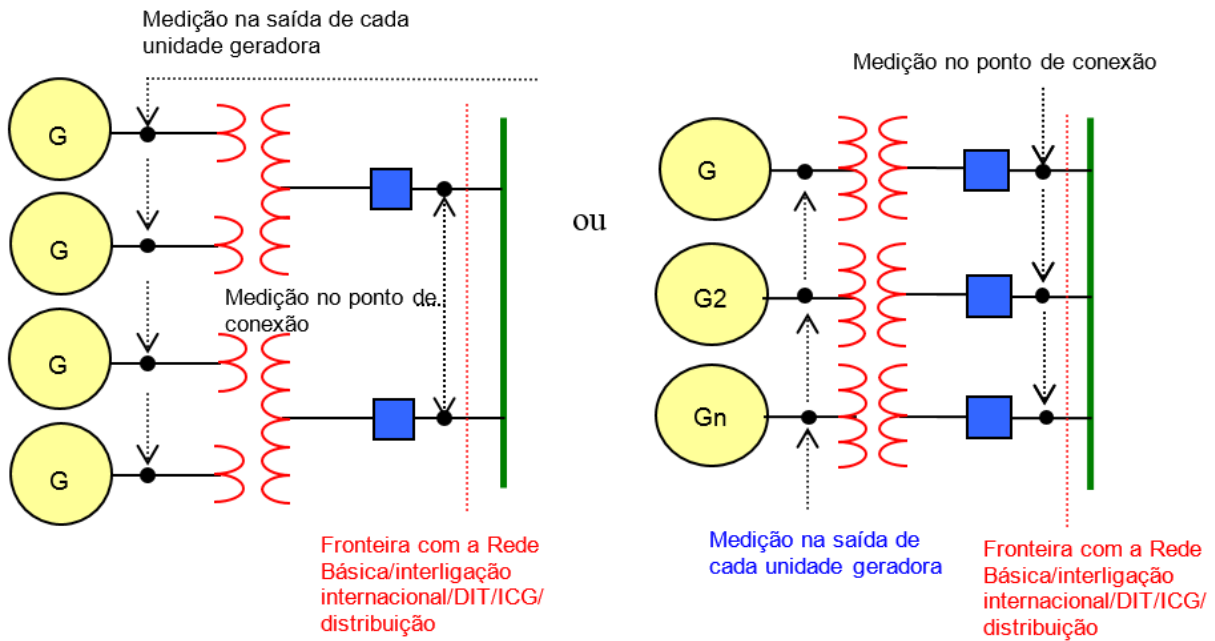 Medição na saída de cada
unidade geradora
G
G
Medição no ponto de
conexão
G
G
Fronteira com a Rede
Básica/interligação
internacional/DIT/ICG/
distribuição
ou
Medição no ponto de conexão
G
G2
Gn
Medição na saída de
cada unidade geradora
Fronteira com a Rede
Básica/interligação
internacional/DIT/ICG/
distribuição